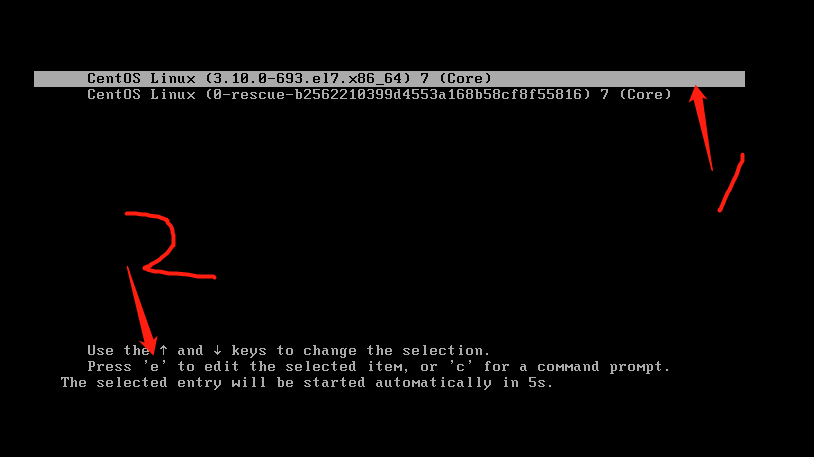 CentOS Linux (3.10.0-693.el7.x86_64) 7 (Core)
CentOS Linux (0-rescue-b2562210399d4553a168b58cf8f55816) 7 (Core)
1
2
Use the ↑ and ↓ keys to change the selection.
Press 'e' to edit the selected item, or 'c' for a command prompt.
The selected entry will be started automatically in 5s.